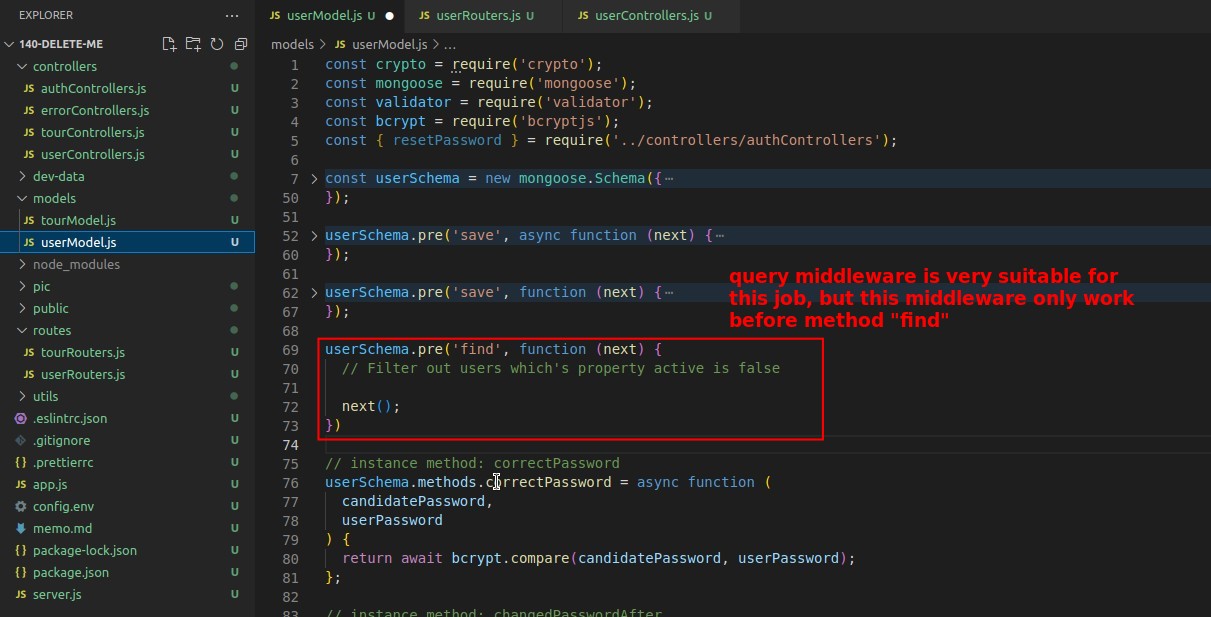 EXPLORER
···
JS userModel.js U ●
JS userRouters.js U
JS userControllers.js U
140-DELETE-ME
models > JS userModel.js > ...
controllers
JS authControllers.js U
JS errorControllers.js U
JS tourControllers.js U
JS userControllers.js U
dev-data
models
JS tourModel.js U
JS userModel.js U
node_modules
pic
public
routes
JS tourRouters.js U
JS userRouters.js U
utils
.eslintrc.json U
.gitignore U
{} .prettierrc U
JS app.js U
config.env U
memo.md U
{} package-lock.json U
{} package.json U
JS server.js U
1 const crypto = require('crypto');
2 const mongoose = require('mongoose');
3 const validator = require('validator');
4 const bcrypt = require('bcryptjs');
5 const { resetPassword } = require('../controllers/authControllers');
6
7 > const userSchema = new mongoose.Schema({⋯
50 });
51
52 > userSchema.pre('save', async function (next) {⋯
60 });
61
62 > userSchema.pre('save', function (next) {⋯
67 });
68
69 userSchema.pre('find', function (next) {
70 // Filter out users which's property active is false
71
72 next();
73 })
74
75 // instance method: correctPassword
76 userSchema.methods.correctPassword = async function (
77 candidatePassword,
78 userPassword
79 ) {
80 return await bcrypt.compare(candidatePassword, userPassword);
81 };
82
83 // instance method: changedPasswordAfter
query middleware is very suitable for
this job, but this middleware only work
before method "find"